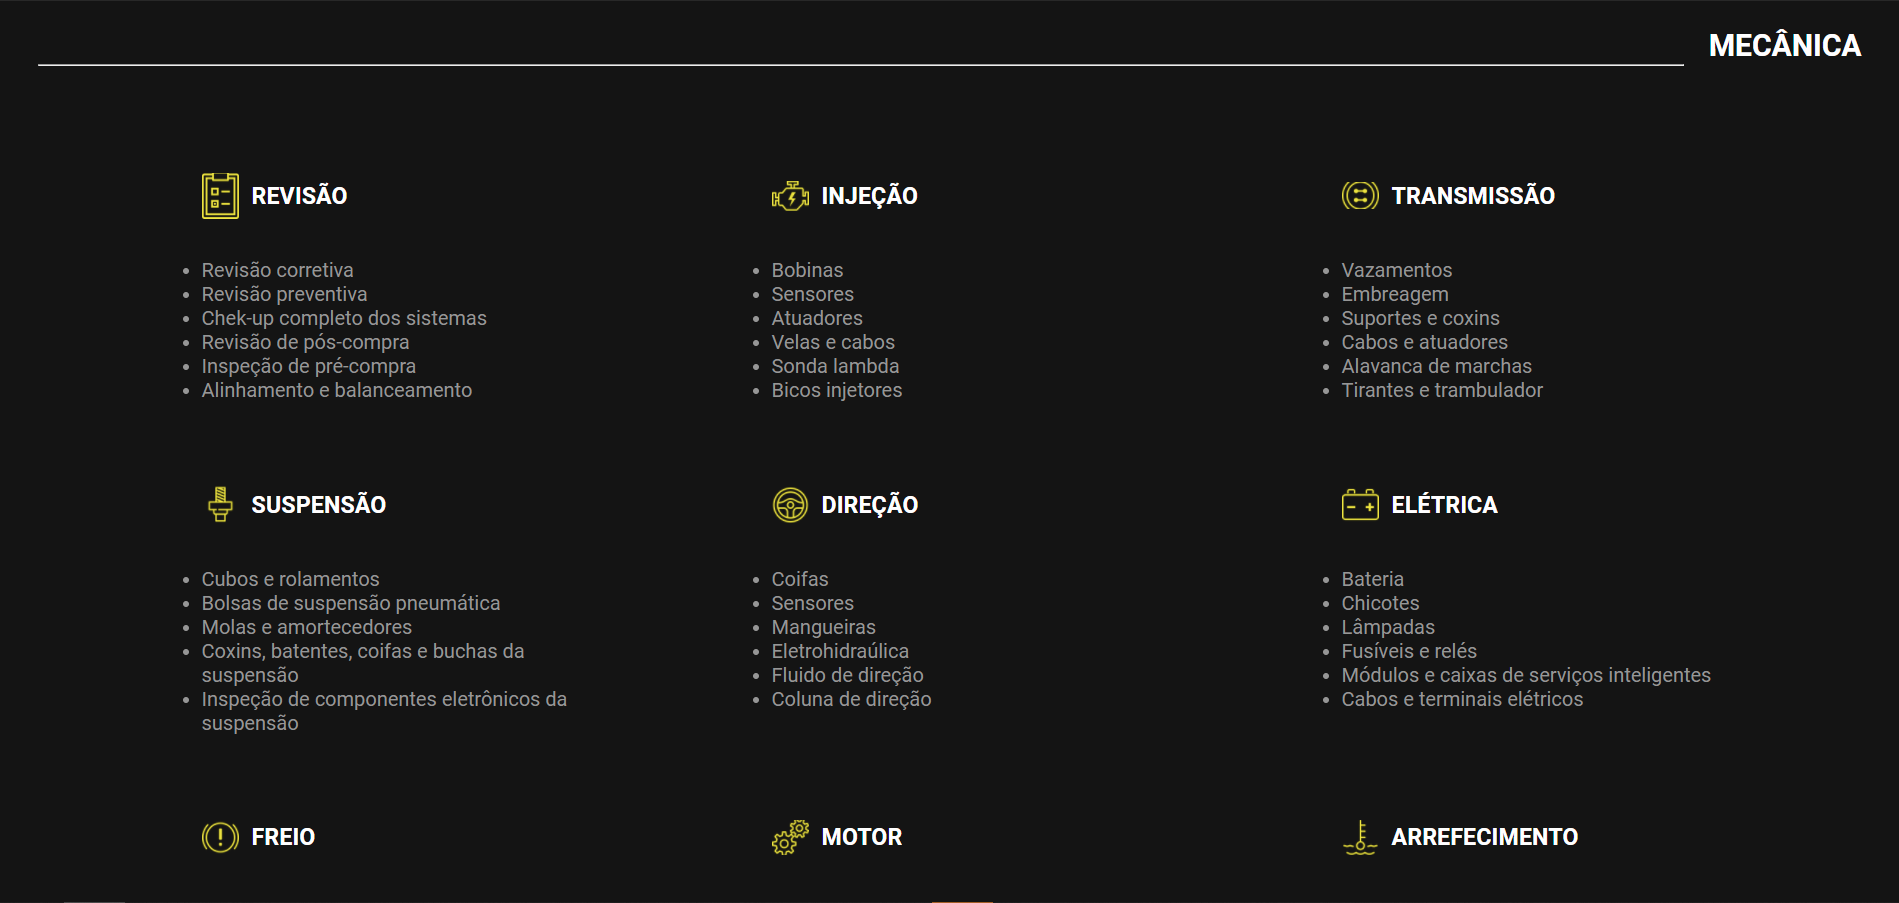 MECÂNICA
REVISÃO
Revisão corretiva
Revisão preventiva
Chek-up completo dos sistemas
Revisão de pós-compra
Inspeção de pré-compra
Alinhamento e balanceamento
INJEÇÃO
Bobinas
Sensores
Atuadores
Velas e cabos
Sonda lambda
Bicos injetores
TRANSMISSÃO
Vazamentos
Embreagem
Suportes e coxins
Cabos e atuadores
Alavanca de marchas
Tirantes e trambulador
SUSPENSÃO
Cubos e rolamentos
Bolsas de suspensão pneumática
Molas e amortecedores
Coxins, batentes, coifas e buchas da
suspensão
Inspeção de componentes eletrônicos da
suspensão
DIREÇÃO
Coifas
Sensores
Mangueiras
Eletrohidraúlica
Fluido de direção
Coluna de direção
ELÉTRICA
Bateria
Chicotes
Lâmpadas
Fusíveis e relés
Módulos e caixas de serviços inteligentes
Cabos e terminais elétricos
FREIO
MOTOR
ARREFECIMENTO